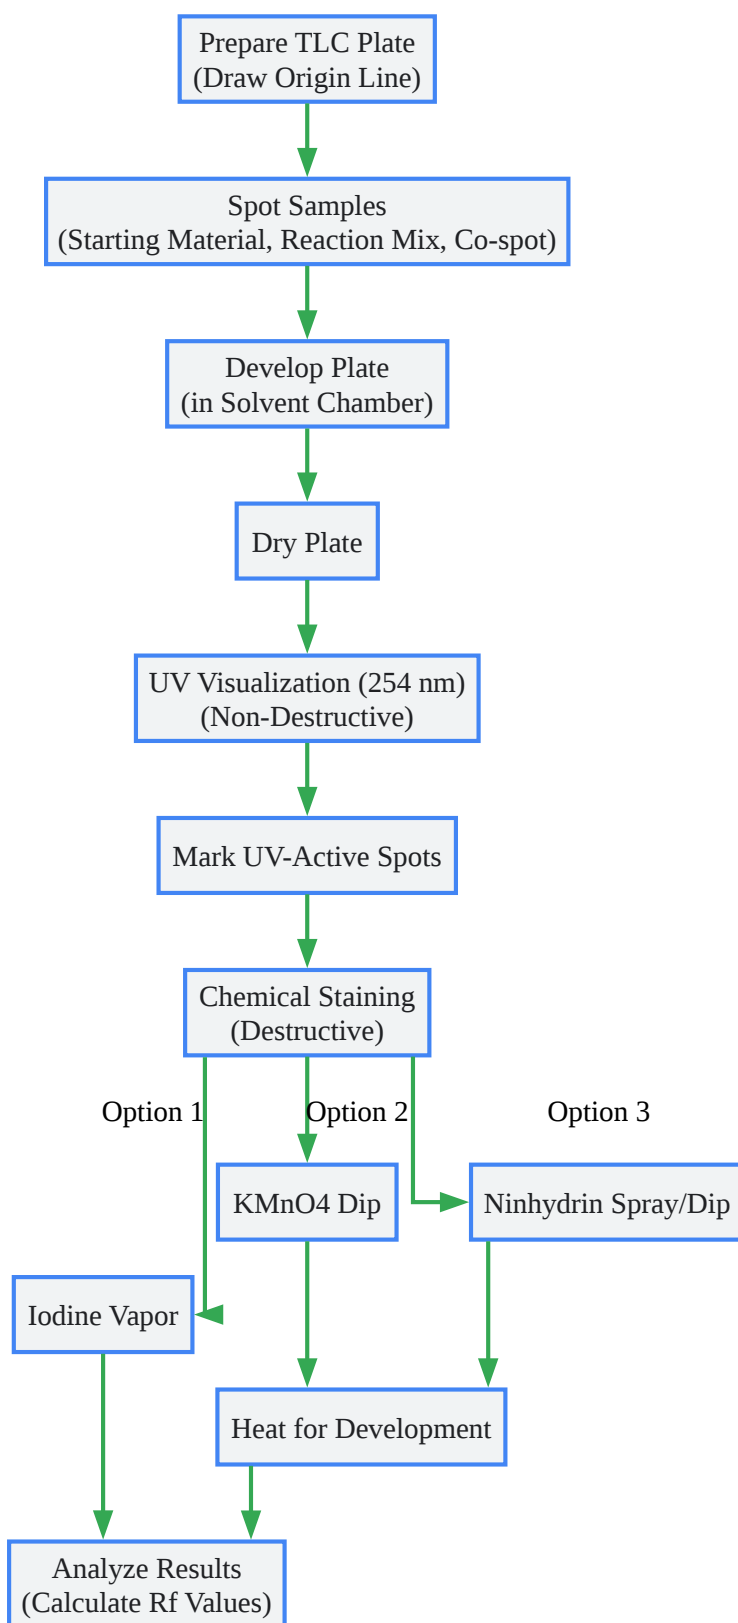 Prepare TLC Plate
(Draw Origin Line)
Spot Samples
(Starting Material, Reaction Mix, Co-spot)
Develop Plate
(in Solvent Chamber)
Dry Plate
UV Visualization (254 nm)
(Non-Destructive)
Mark UV-Active Spots
Chemical Staining
(Destructive)
Option 1
Option 2
Option 3
KMnO4 Dip
Ninhydrin Spray/Dip
Iodine Vapor
Heat for Development
Analyze Results
(Calculate Rf Values)